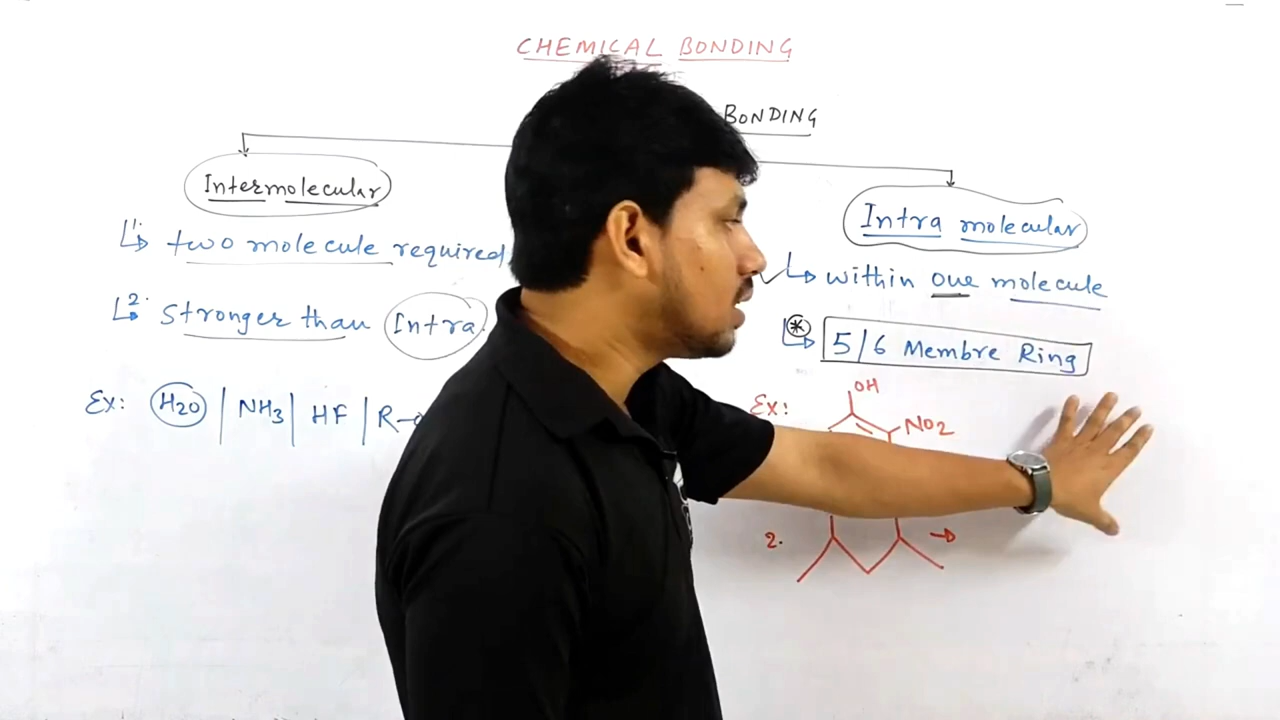 CHEMICAL BONDING
BONDING
Intermolecular
Intra molecular
1. two molecule required
within one molecule
2. Stronger than Intra
* 5/6 Membre Ring
Ex: H2O | NH3 | HF | R-O
Ex:
OH
NO2
2.